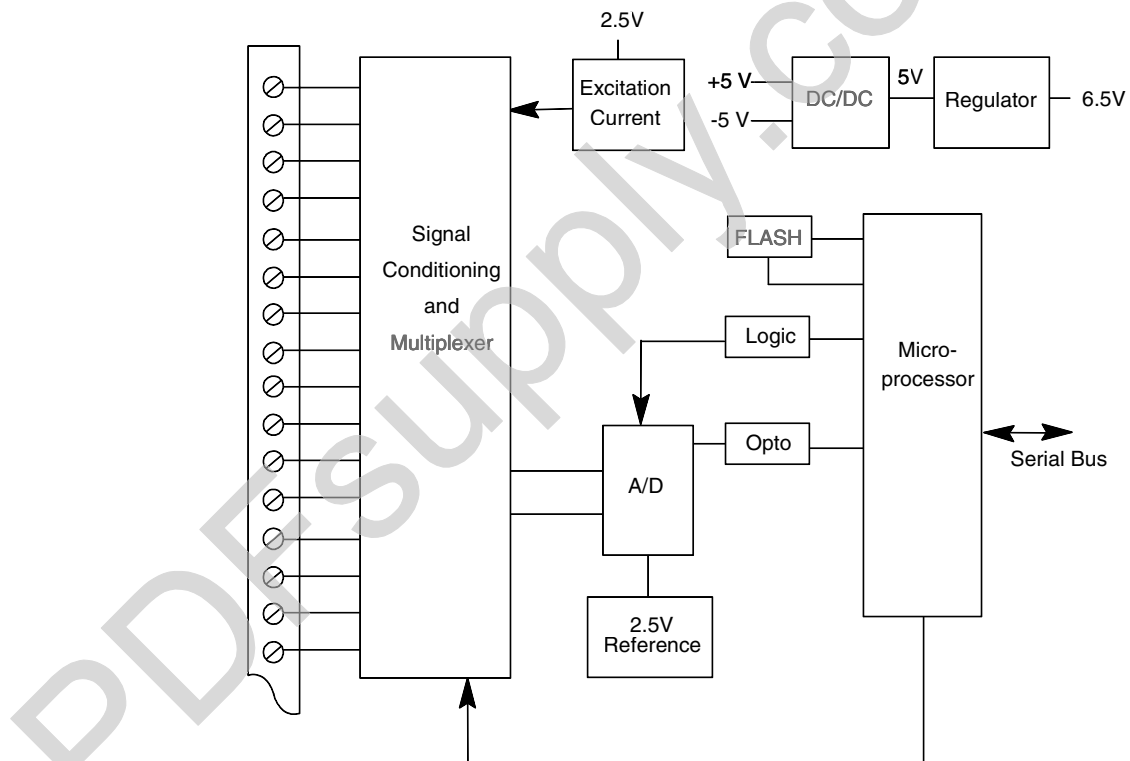 2.5V
Excitation
Current
+5 V
-5 V
DC/DC
5V
Regulator
6.5V
Signal
Conditioning
and
Multiplexer
FLASH
Logic
Opto
Micro-
processor
Serial Bus
A/D
2.5V
Reference
PDFsupply.co